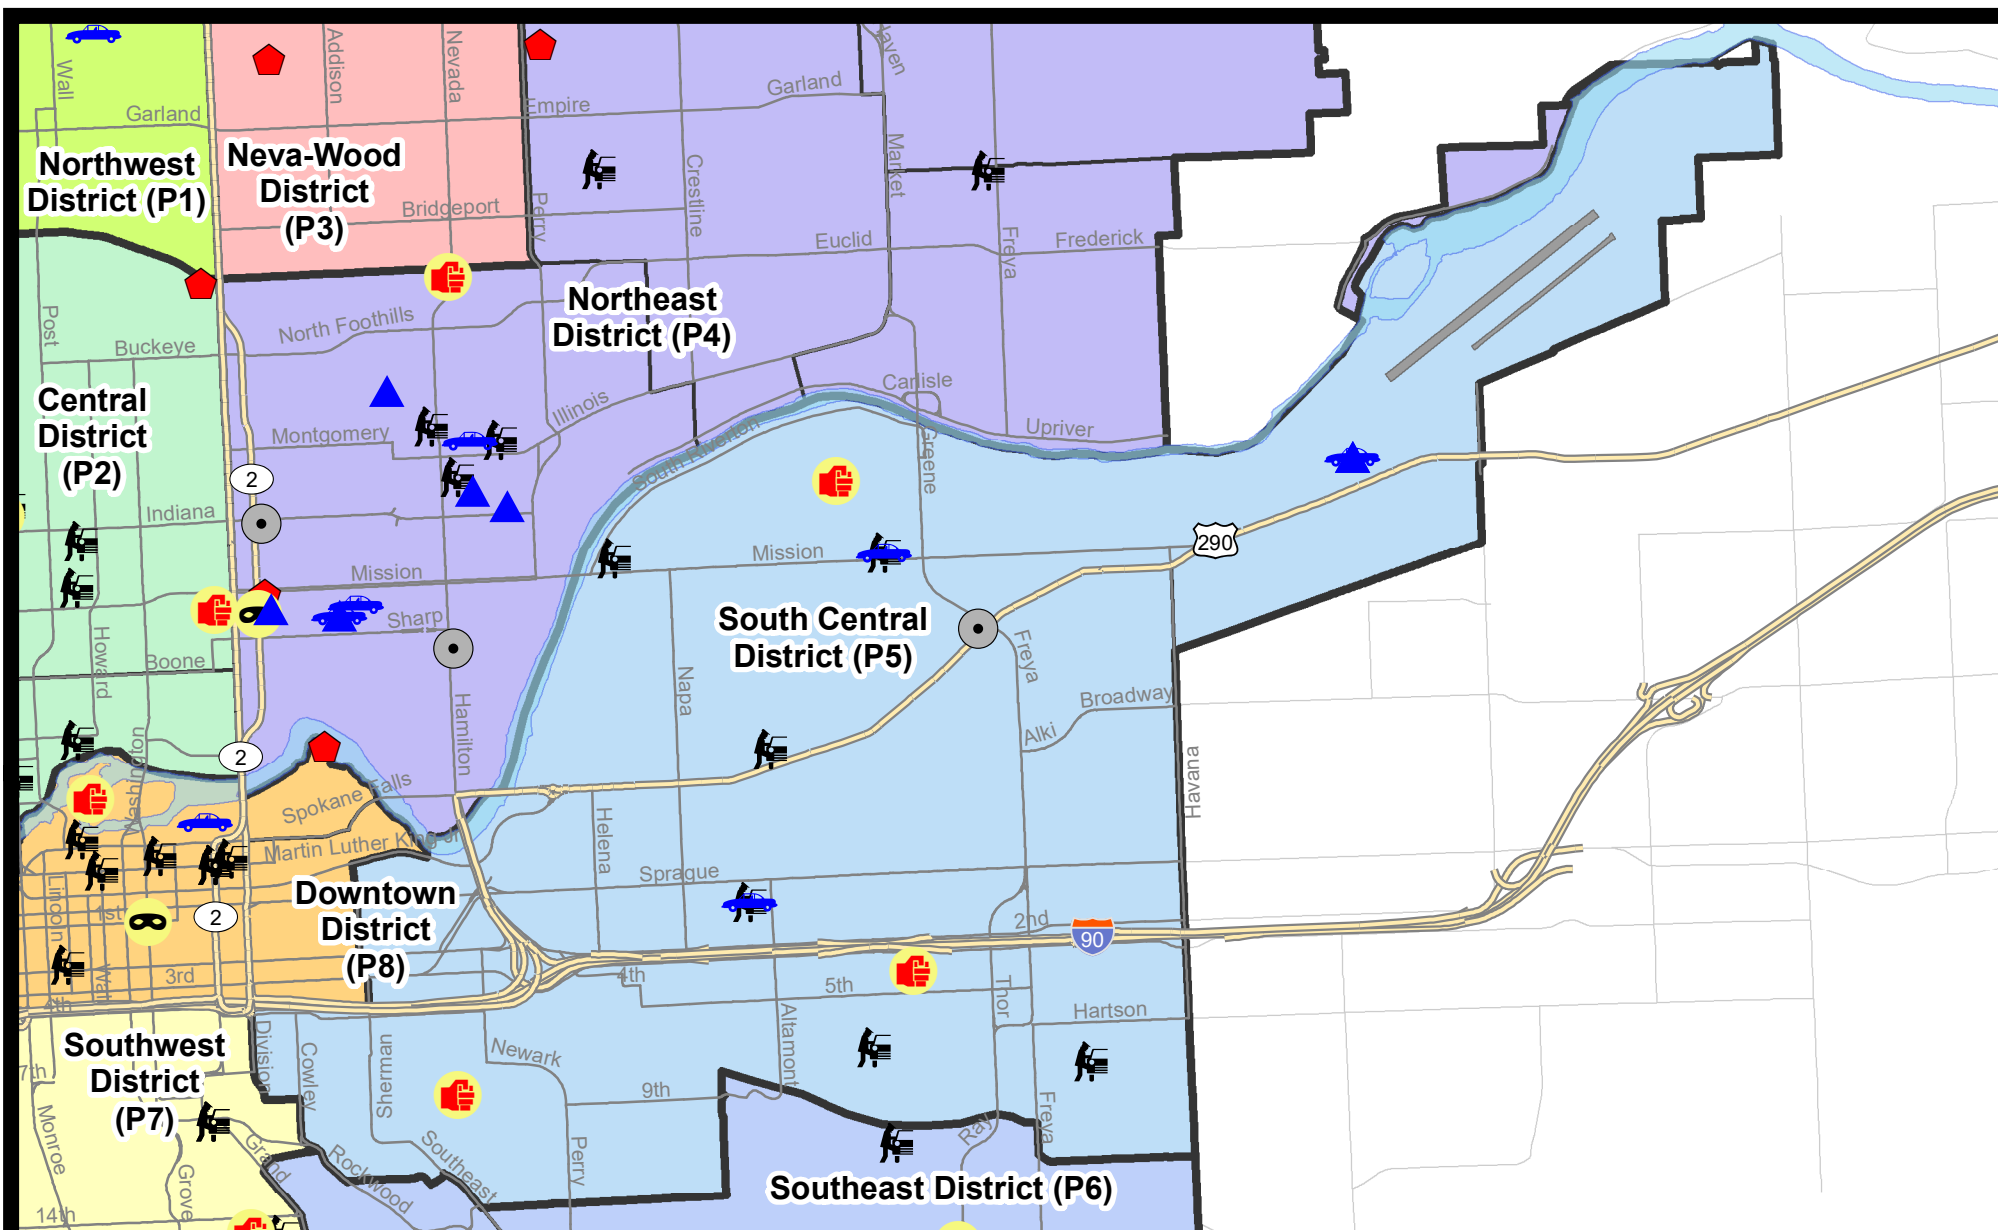 Wall
Addison
Nevada
Haven
Garland
Garland
Empire
Northwest
District (P1)
Neva-Wood
District
(P3)
Market
Crestline
Perry
Bridgeport
Euclid
Freya
Frederick
Northeast
District (P4)
Post
North Foothills
Buckeye
Central
District
(P2)
Carlisle
Illinois
Montgomery
Upriver
South Riverton
Greene
2
Indiana
290
Mission
Mission
Sharp
South Central
District (P5)
Howard
Boone
Freya
Napa
Broadway
Hamilton
Alki
2
Washington
Havana
Spokane Falls
Helena
Martin Luther King Jr
Sprague
Downtown
District
(P8)
Lincoln
1st
2
2nd
90
3rd
Wall
4th
5th
4th
Thor
Hartson
Altamont
Southwest
District
(P7)
Division
Cowley
Sherman
Newark
7th
9th
Monroe
Freya
Ray
Grand
Rockwood
Southeast
Perry
Grove
Southeast District (P6)
14th